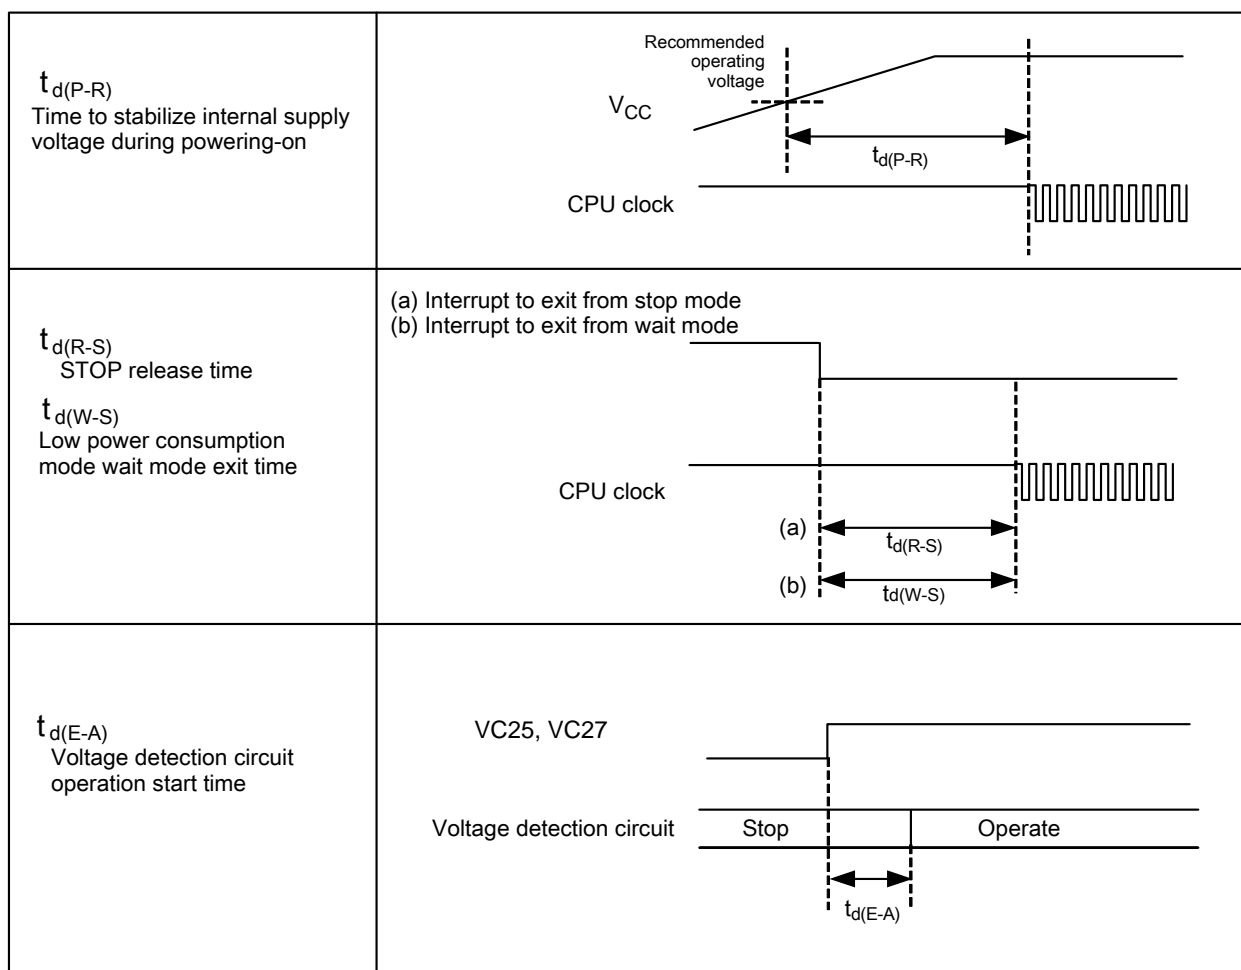 td(P-R)
Time to stabilize internal supply
voltage during powering-on
Recommended
operating
voltage
VCC
td(P-R)
CPU clock
td(R-S)
STOP release time
td(W-S)
Low power consumption
mode wait mode exit time
(a) Interrupt to exit from stop mode
(b) Interrupt to exit from wait mode
CPU clock
(a)
td(R-S)
(b)
td(W-S)
td(E-A)
Voltage detection circuit
operation start time
VC25, VC27
Voltage detection circuit
Stop
Operate
td(E-A)